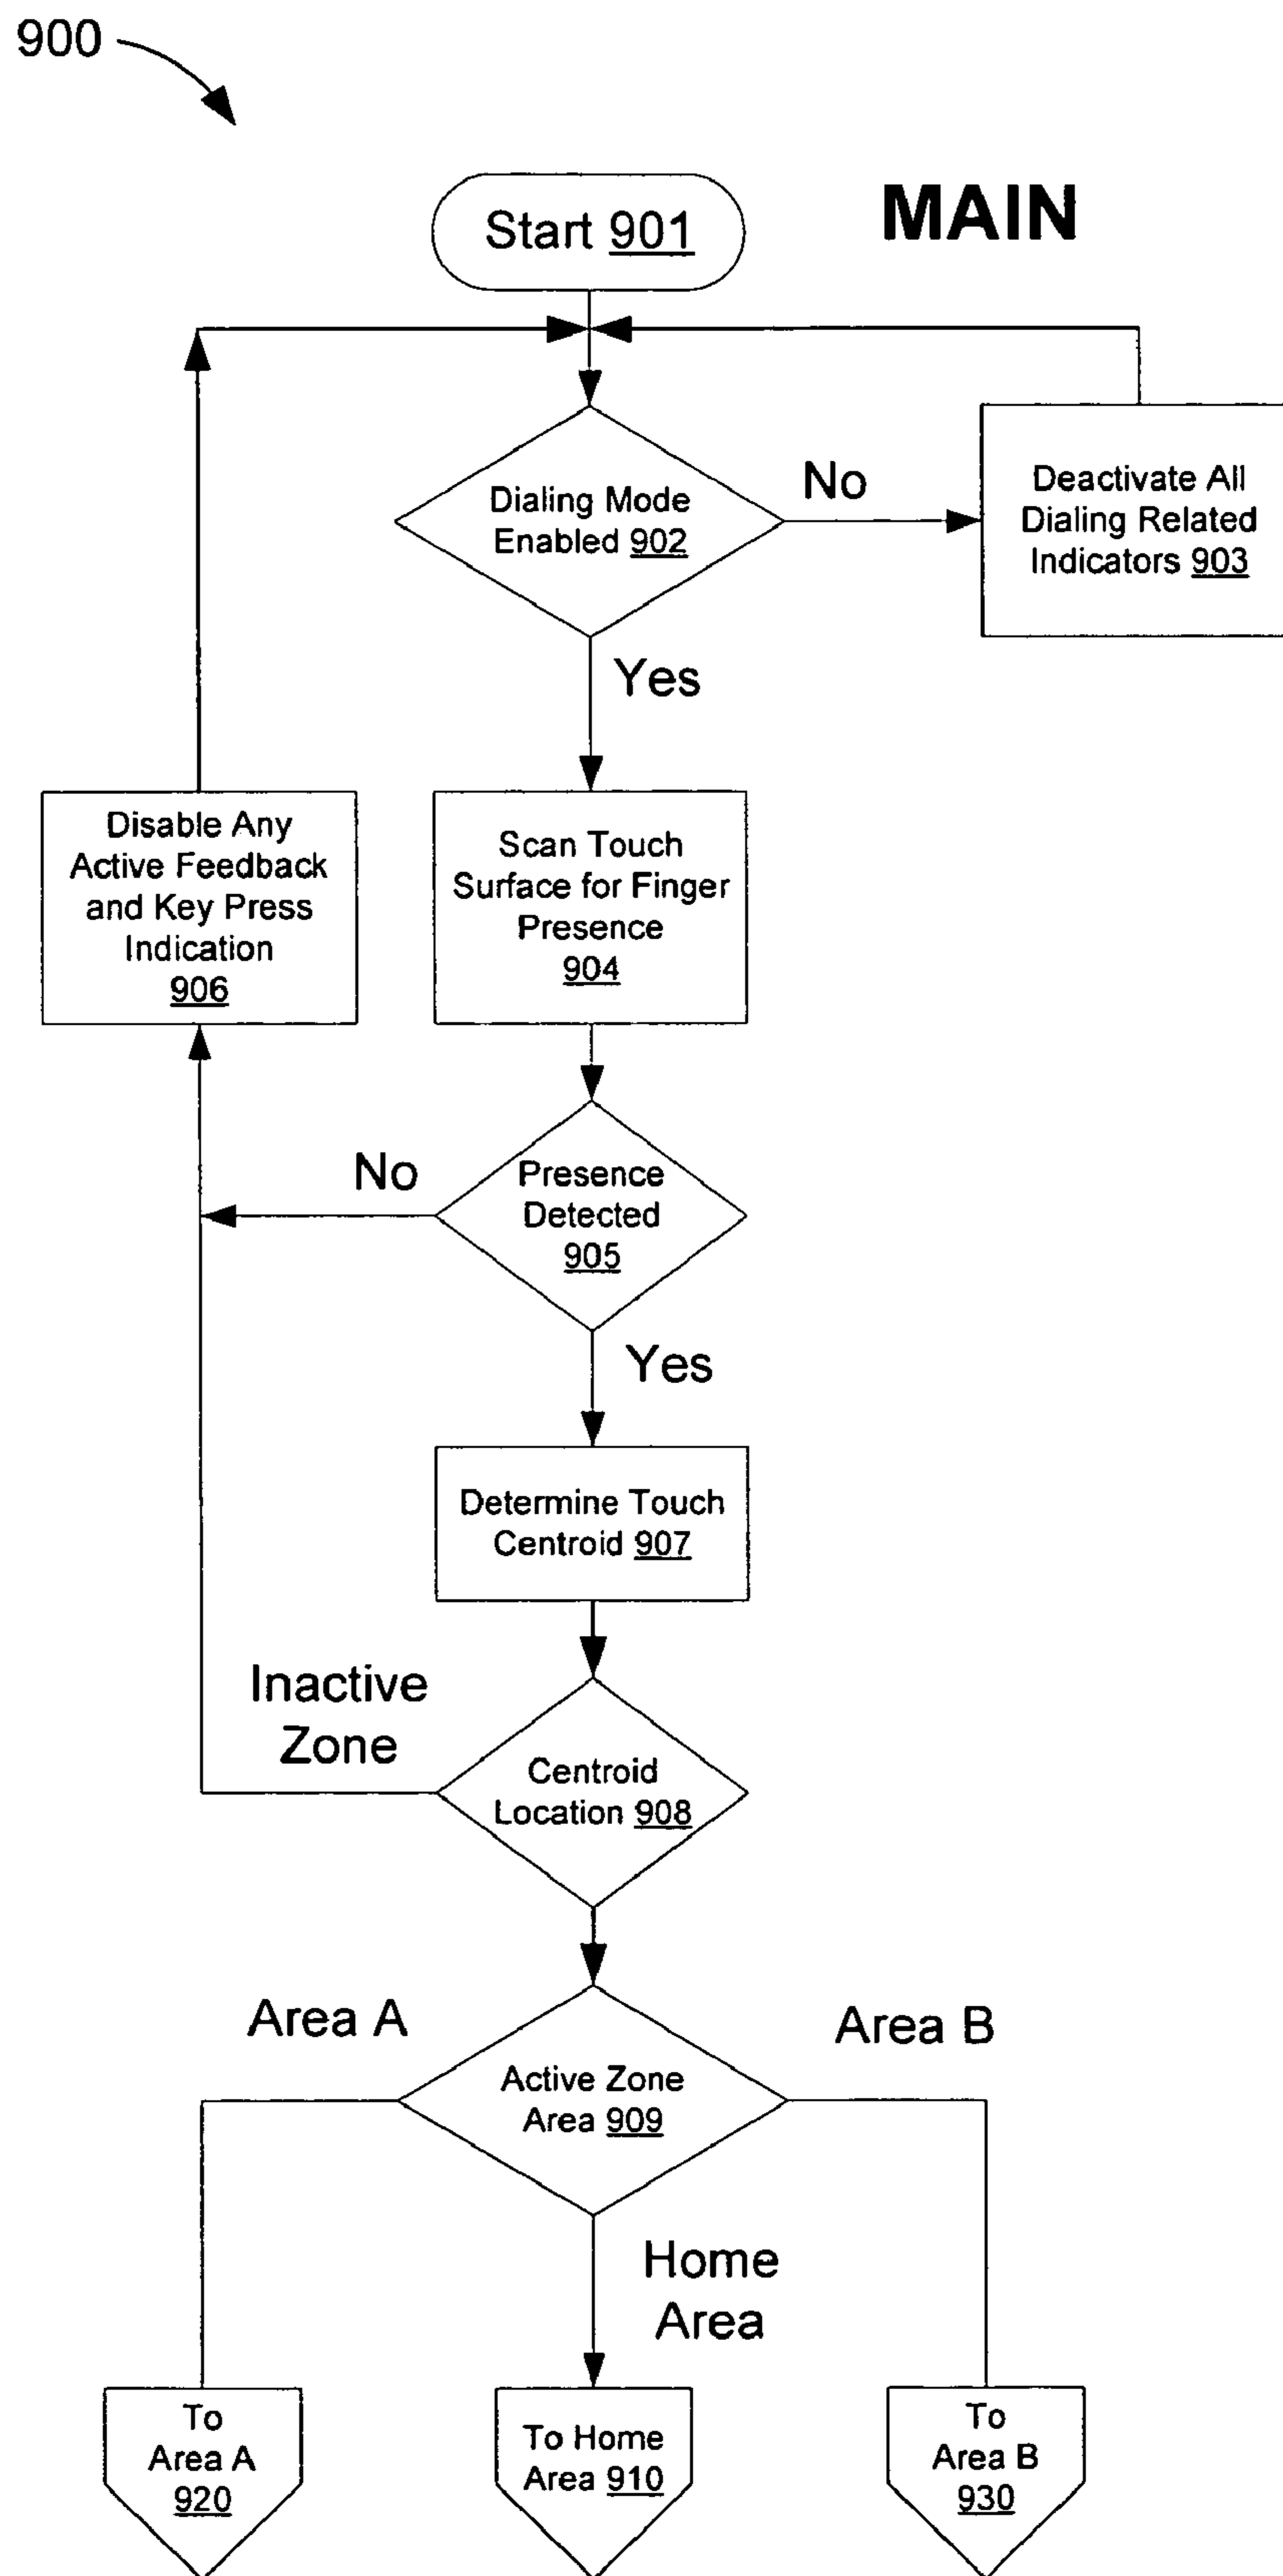 900
MAIN
Start 901
Dialing Mode
Enabled 902
No
Deactivate All
Dialing Related
Indicators 903
Yes
Disable Any
Active Feedback
and Key Press
Indication
906
Scan Touch
Surface for Finger
Presence
904
No
Presence
Detected
905
Yes
Determine Touch
Centroid 907
Inactive
Zone
Centroid
Location 908
Area A
Area B
Active Zone
Area 909
Home
Area
To
Area A
920
To Home
Area 910
To
Area B
930